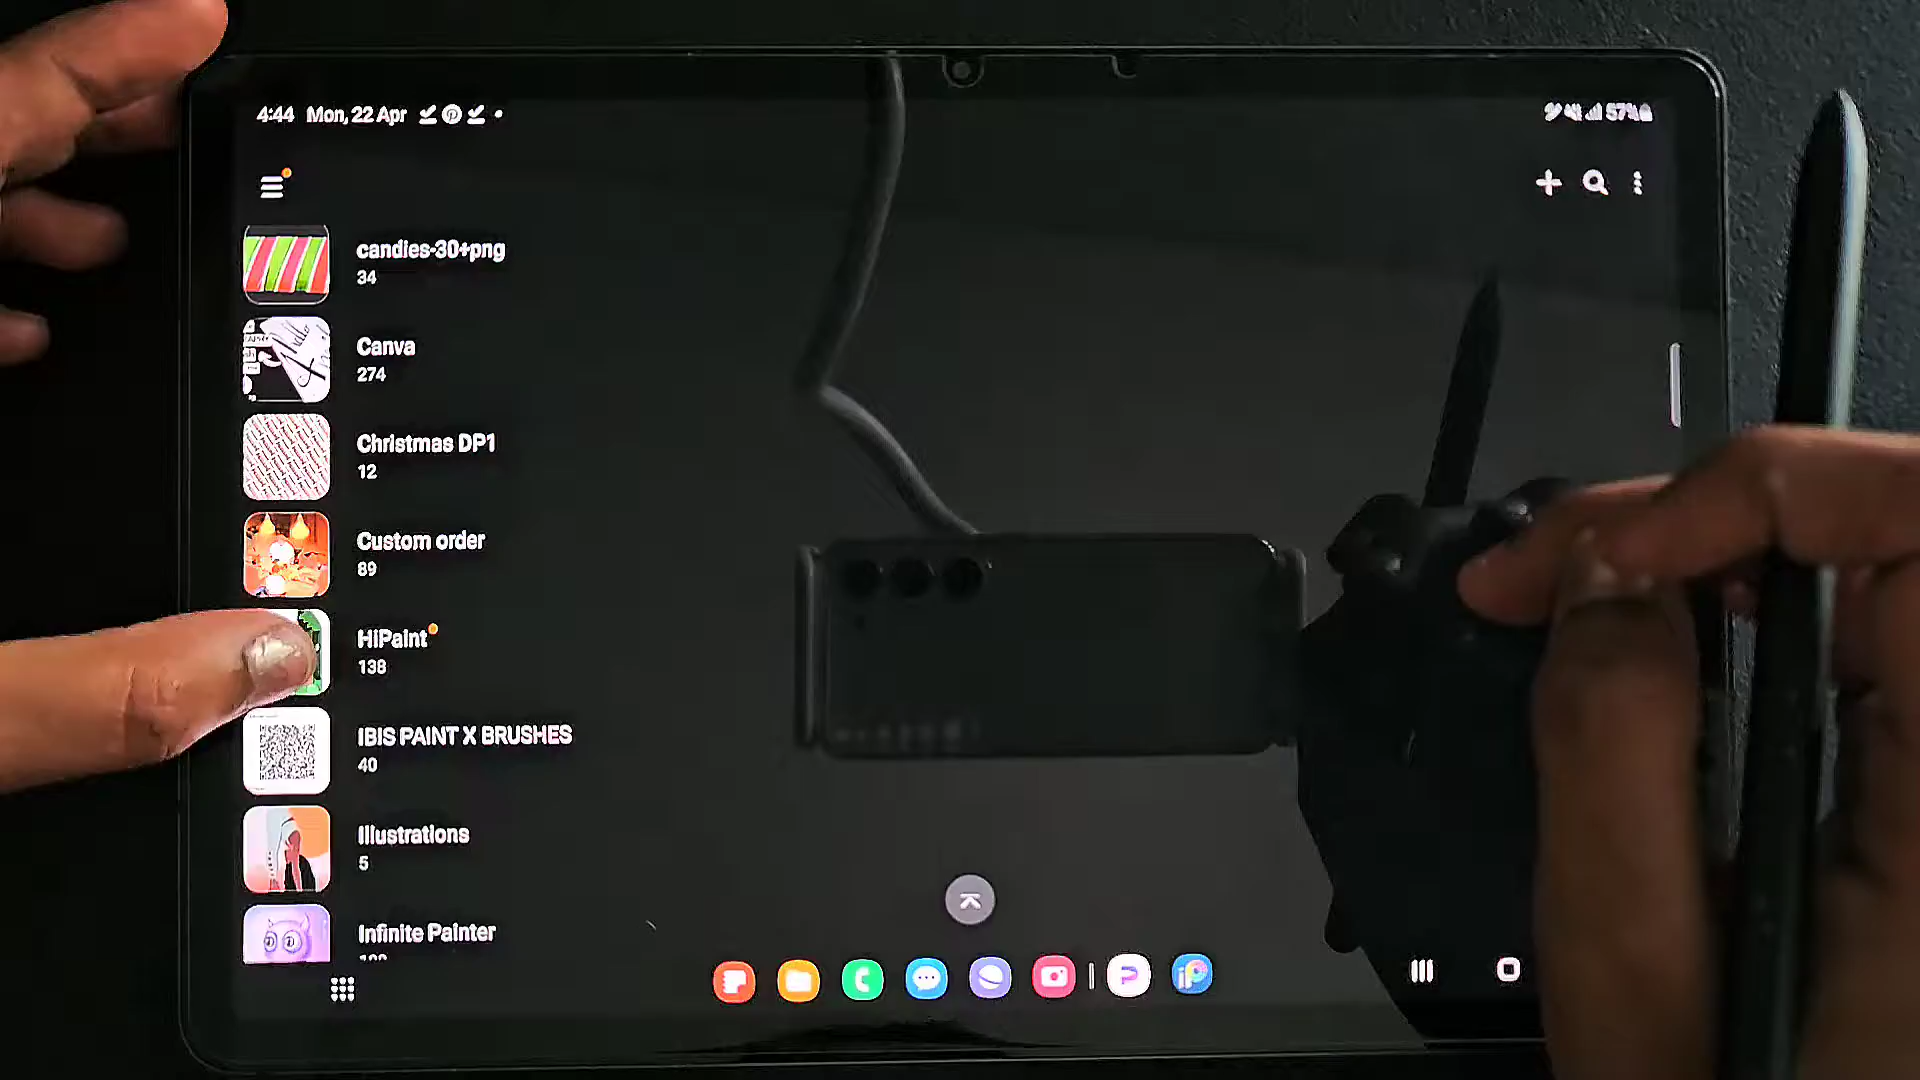 4:44 Mon, 22 Apr
57%
candies-30+png
34
Canva
274
Christmas DP1
12
Custom order
89
HiPaint
138
IBIS PAINT X BRUSHES
40
Illustrations
5
Infinite Painter